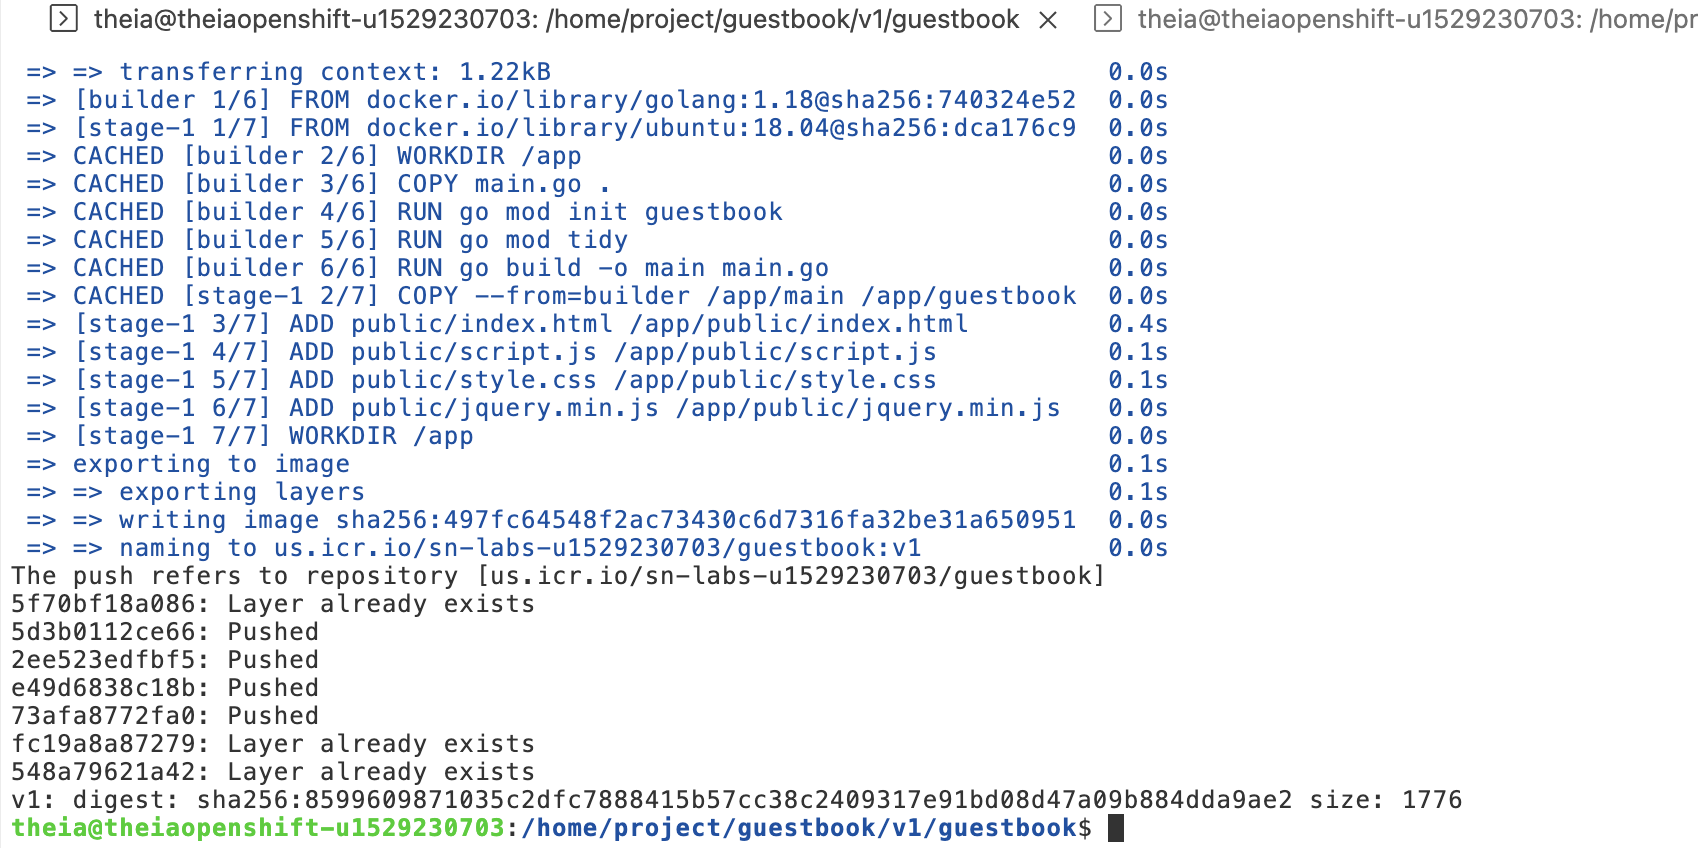 theia@theiaopenshift-u1529230703: /home/project/guestbook/v1/guestbook × theia@theiaopenshift-u1529230703: /home/pr
=> => transferring context: 1.22kB 0.0s
=> [builder 1/6] FROM docker.io/library/golang:1.18@sha256:740324e52 0.0s
=> [stage-1 1/7] FROM docker.io/library/ubuntu:18.04@sha256:dca176c9 0.0s
=> CACHED [builder 2/6] WORKDIR /app 0.0s
=> CACHED [builder 3/6] COPY main.go . 0.0s
=> CACHED [builder 4/6] RUN go mod init guestbook 0.0s
=> CACHED [builder 5/6] RUN go mod tidy 0.0s
=> CACHED [builder 6/6] RUN go build -o main main.go 0.0s
=> CACHED [stage-1 2/7] COPY --from=builder /app/main /app/guestbook 0.0s
=> [stage-1 3/7] ADD public/index.html /app/public/index.html 0.4s
=> [stage-1 4/7] ADD public/script.js /app/public/script.js 0.1s
=> [stage-1 5/7] ADD public/style.css /app/public/style.css 0.1s
=> [stage-1 6/7] ADD public/jquery.min.js /app/public/jquery.min.js 0.0s
=> [stage-1 7/7] WORKDIR /app 0.0s
=> exporting to image 0.1s
=> => exporting layers 0.1s
=> => writing image sha256:497fc64548f2ac73430c6d7316fa32be31a650951 0.0s
=> => naming to us.icr.io/sn-labs-u1529230703/guestbook:v1 0.0s
The push refers to repository [us.icr.io/sn-labs-u1529230703/guestbook]
5f70bf18a086: Layer already exists
5d3b0112ce66: Pushed
2ee523edfbf5: Pushed
e49d6838c18b: Pushed
73afa8772fa0: Pushed
fc19a8a87279: Layer already exists
548a79621a42: Layer already exists
v1: digest: sha256:8599609871035c2dfc7888415b57cc38c2409317e91bd08d47a09b884dda9ae2 size: 1776
theia@theiaopenshift-u1529230703:/home/project/guestbook/v1/guestbook$